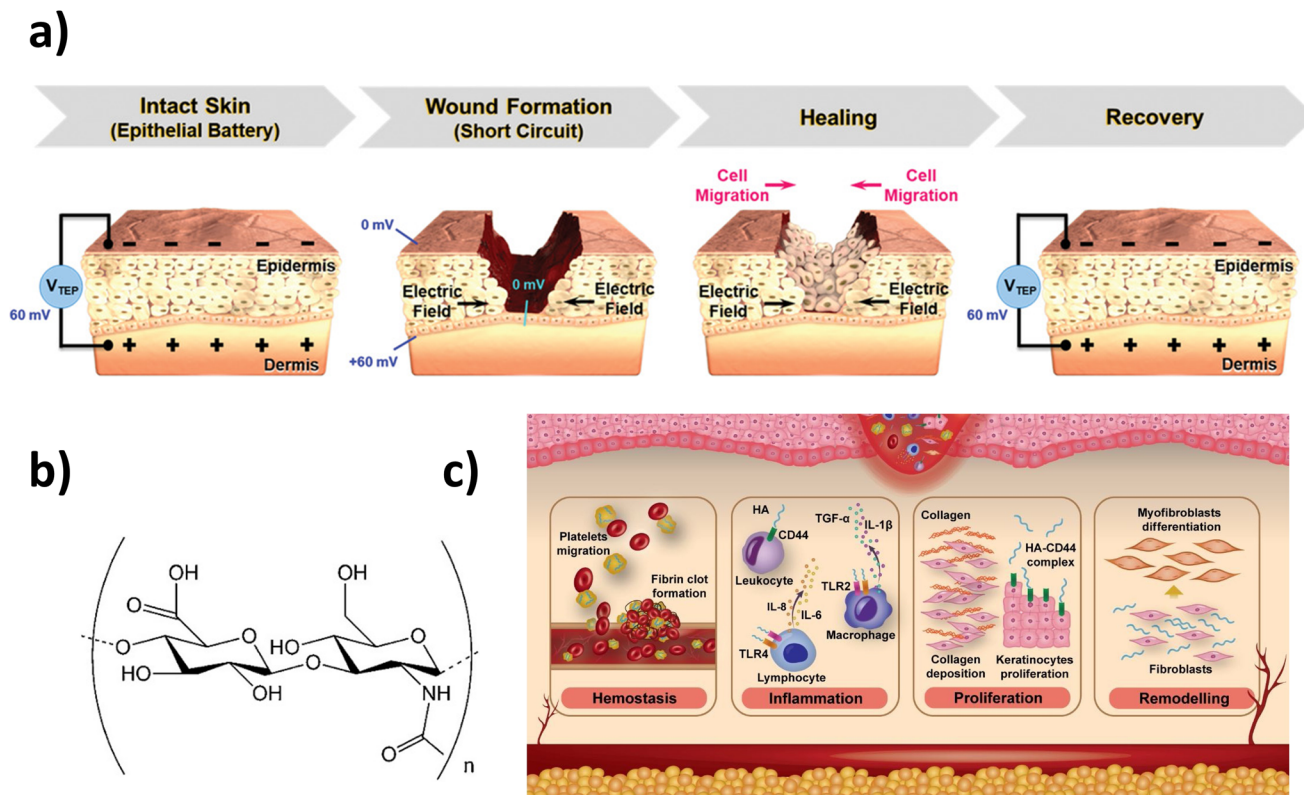 a)
Intact Skin
(Epithelial Battery)
Wound Formation
(Short Circuit)
Healing
Recovery
VTEP
60 mV
Epidermis
Dermis
0 mV
0 mV
Electric
Field
Electric
Field
+60 mV
Cell
Migration
Cell
Migration
Electric
Field
Electric
Field
VTEP
60 mV
Epidermis
Dermis
b)
OH
O
O
HO
OH
O
OH
HO
O
O
NH
O
n
c)
Platelets
migration
Fibrin clot
formation
Hemostasis
HA
CD44
Leukocyte
TGF-α
IL-1β
TLR2
Macrophage
IL-8
IL-6
TLR4
Lymphocyte
Inflammation
Collagen
HA-CD44
complex
Collagen
deposition
Keratinocytes
proliferation
Proliferation
Myofibroblasts
differentiation
Fibroblasts
Remodelling